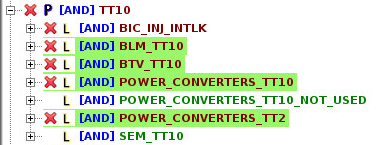 P [AND] TT10
L [AND] BIC_INJ_INTLK
L [AND] BLM_TT10
L [AND] BTV_TT10
L [AND] POWER_CONVERTERS_TT10
L [AND] POWER_CONVERTERS_TT10_NOT_USED
L [AND] POWER_CONVERTERS_TT2
L [AND] SEM_TT10